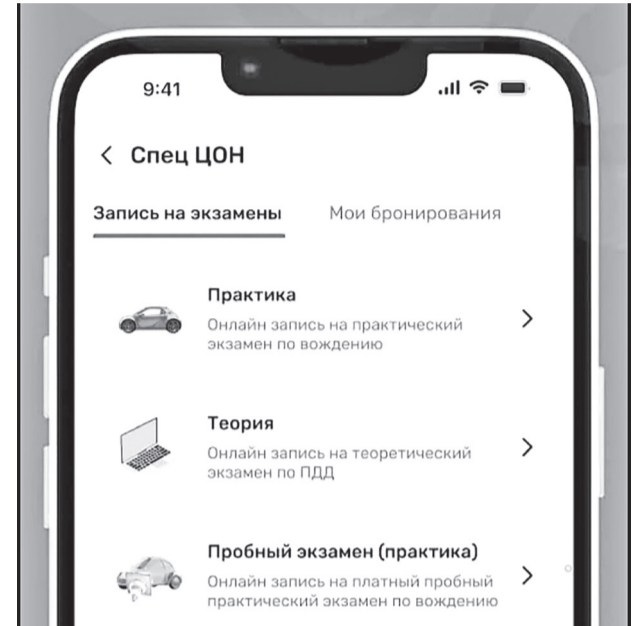 9:41
Спец ЦОН
Запись на экзамены
Мои бронирования
Практика
Онлайн запись на практический
экзамен по вождению
Теория
Онлайн запись на теоретический
экзамен по ПДД
Пробный экзамен (практика)
Онлайн запись на платный пробный
практический экзамен по вождению